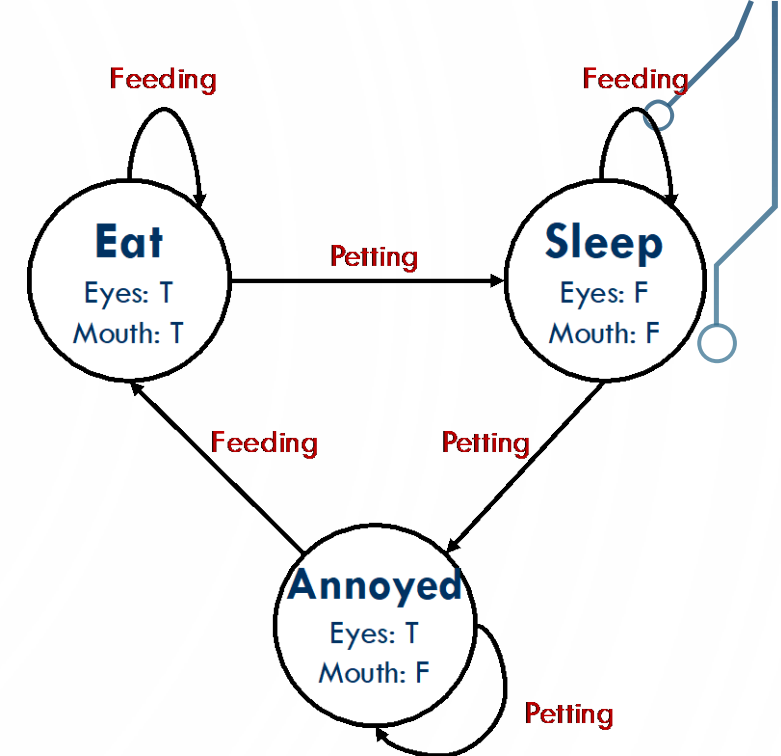 Feeding
Feeding
Eat
Eyes: T
Mouth: T
Petting
Sleep
Eyes: F
Mouth: F
Feeding
Petting
Annoyed
Eyes: T
Mouth: F
Petting